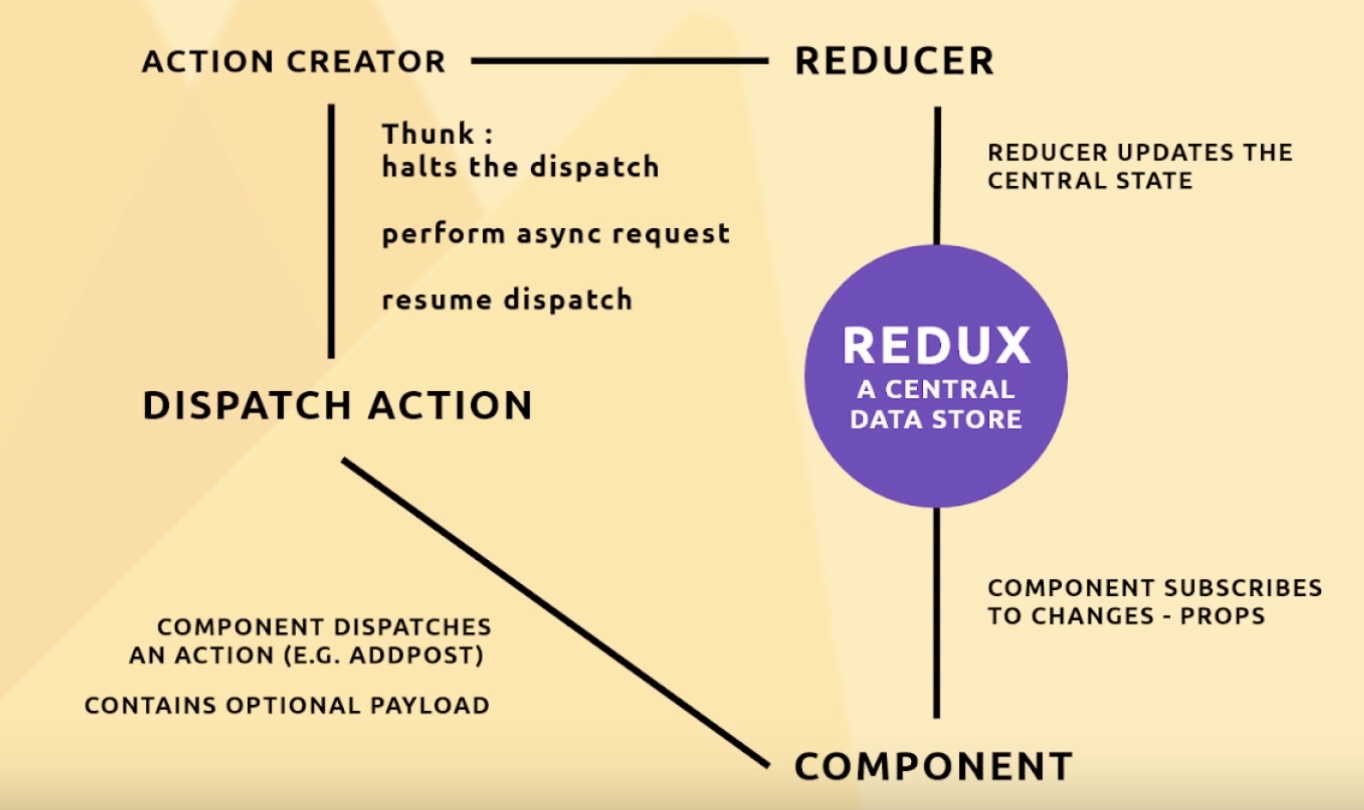 ACTION CREATOR
REDUCER
Thunk :
halts the dispatch
perform async request
resume dispatch
REDUCER UPDATES THE
CENTRAL STATE
REDUX
A CENTRAL
DATA STORE
DISPATCH ACTION
COMPONENT SUBSCRIBES
TO CHANGES - PROPS
COMPONENT DISPATCHES
AN ACTION (E.G. ADDPOST)
CONTAINS OPTIONAL PAYLOAD
COMPONENT